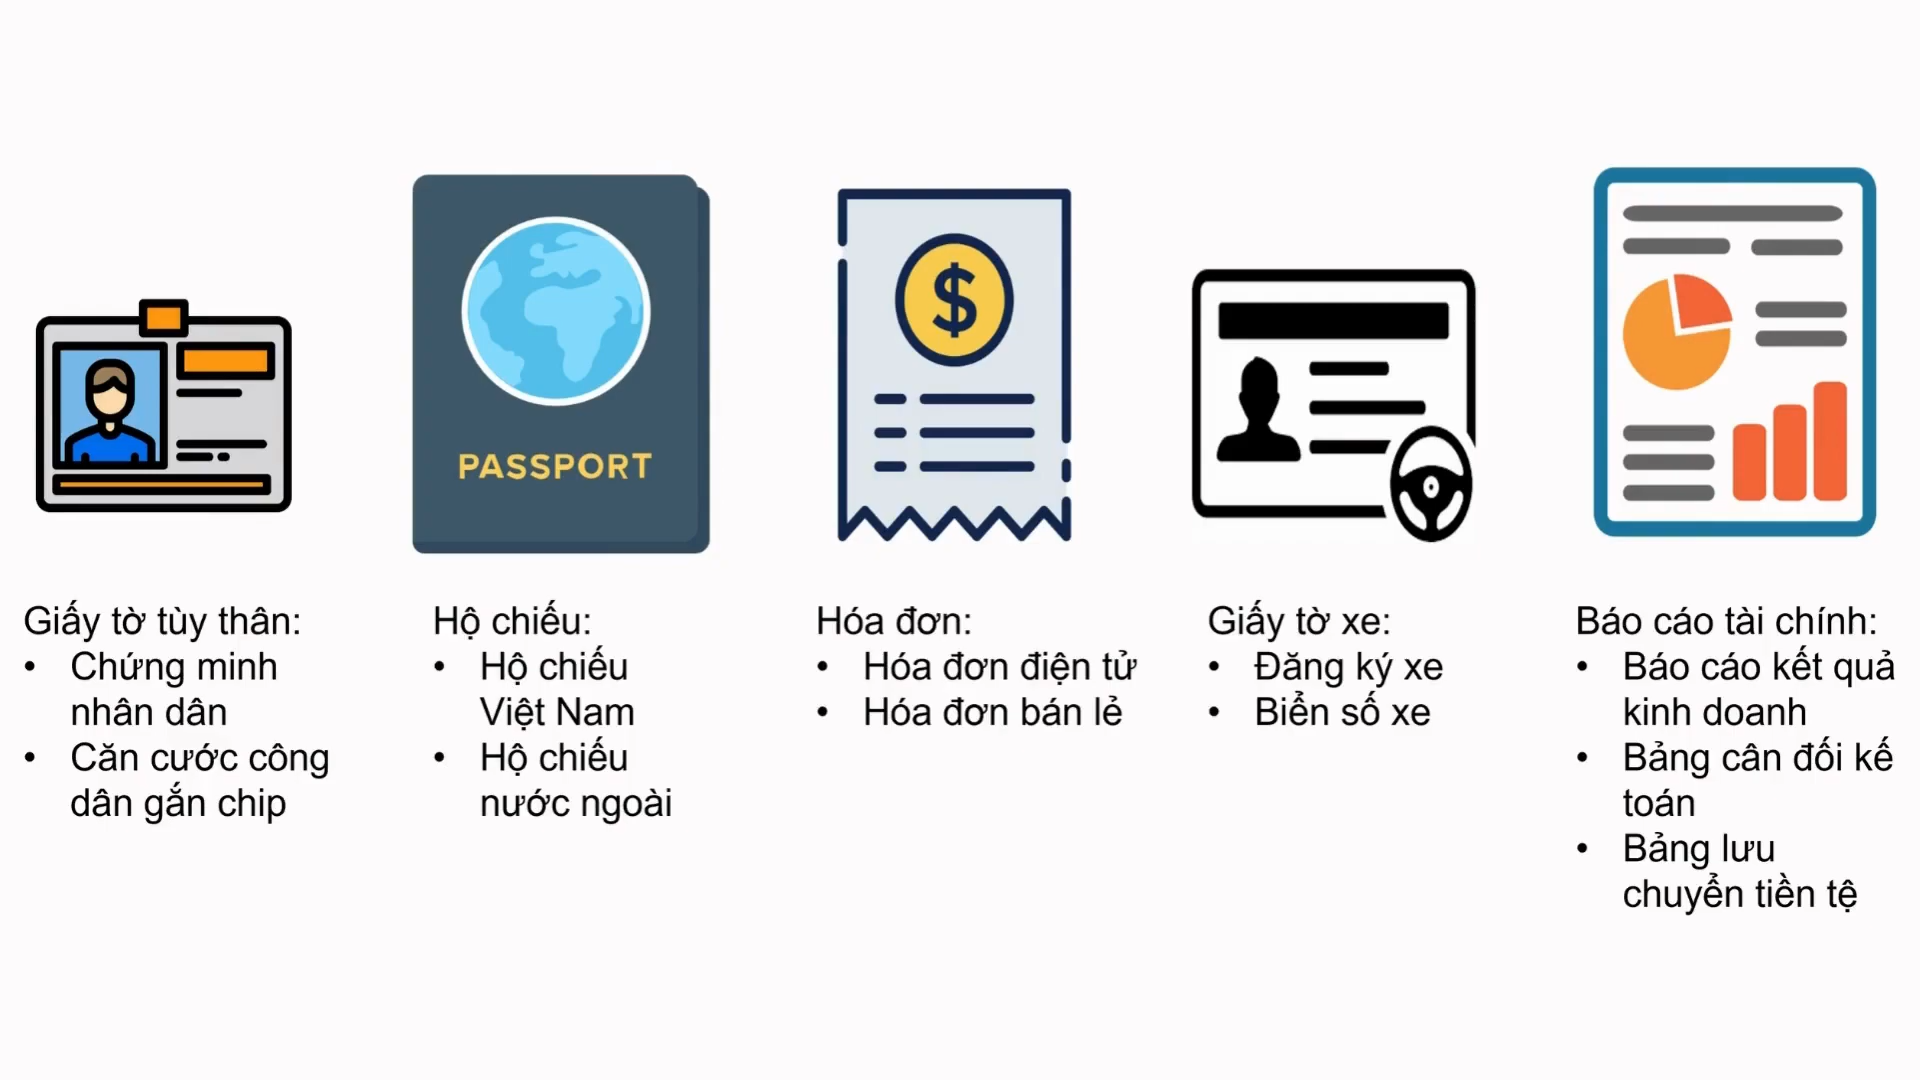 PASSPORT
$
Giấy tờ tùy thân:
• Chứng minh
nhân dân
• Căn cước công
dân gắn chip
Hộ chiếu:
• Hộ chiếu
Việt Nam
• Hộ chiếu
nước ngoài
Hóa đơn:
• Hóa đơn điện tử
• Hóa đơn bán lẻ
Giấy tờ xe:
• Đăng ký xe
• Biển số xe
Báo cáo tài chính:
• Báo cáo kết quả
kinh doanh
• Bảng cân đối kế
toán
• Bảng lưu
chuyển tiền tệ